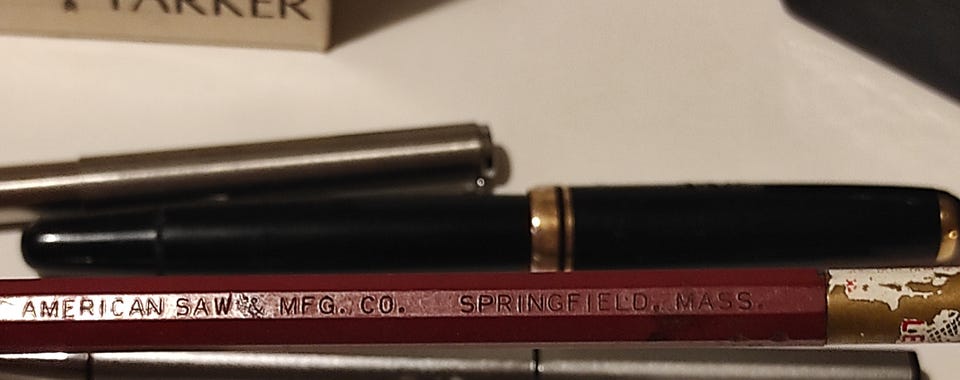 PARKER
AMERICAN SAW & MFG. CO. SPRINGFIELD, MASS.